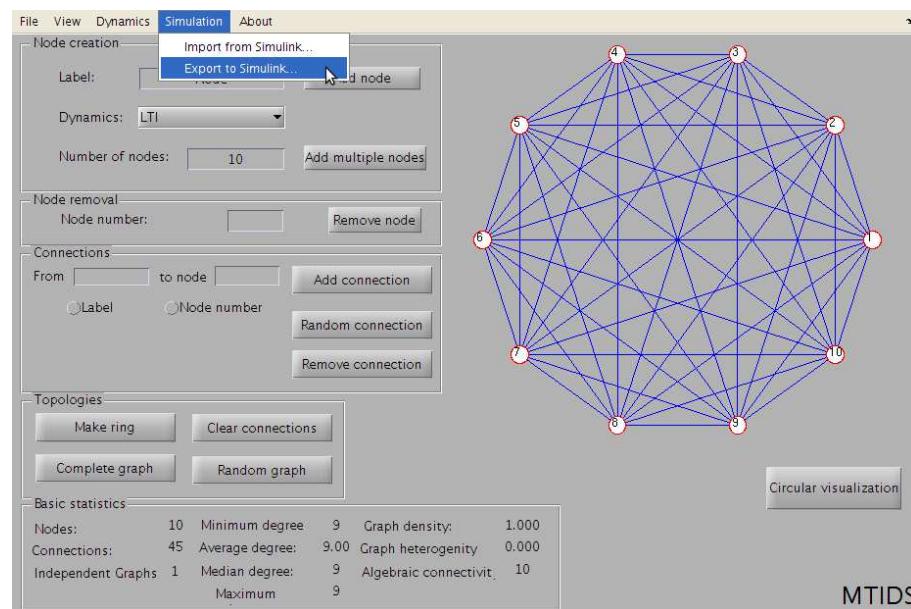 File View Dynamics Simulation About
Import from Simulink...
Export to Simulink...
Node creation
Label:
node
Dynamics: LTI
Number of nodes: 10 Add multiple nodes
Node removal
Node number: Remove node
Connections
From to node Add connection
Label Node number
Random connection
Remove connection
Topologies
Make ring Clear connections
Complete graph Random graph
Basic statistics
Nodes: 10 Minimum degree 9 Graph density: 1.000
Connections: 45 Average degree: 9.00 Graph heterogenity 0.000
Independent Graphs 1 Median degree: 9 Algebraic connectivit 10
Maximum 9
4 3
5 2
6 1
7 10
8 9
Circular visualization
MTIDS